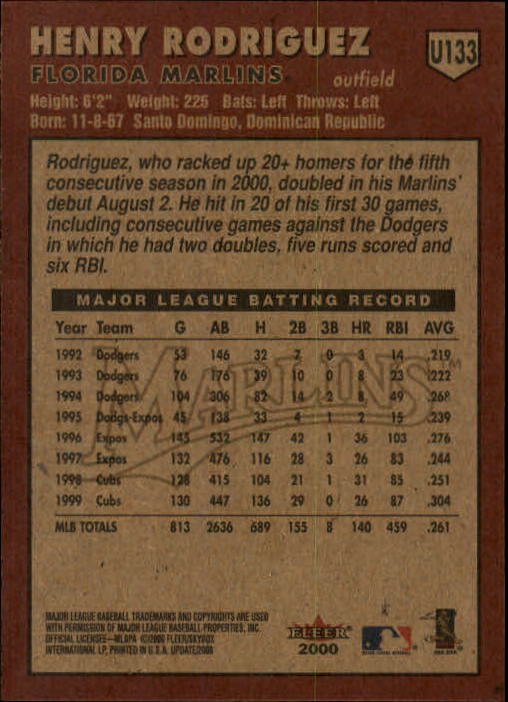 HENRY RODRIGUEZ
U133
FLORIDA MARLINS outfield
Height: 6'2" Weight: 225 Bats: Left Throws: Left
Born: 11-8-67 Santo Domingo, Dominican Republic
Rodriguez, who racked up 20+ homers for the fifth
consecutive season in 2000, doubled in his Marlins'
debut August 2. He hit in 20 of his first 30 games,
including consecutive games against the Dodgers
in which he had two doubles, five runs scored and
six RBI.
MAJOR LEAGUE BATTING RECORD
Year Team G AB H 2B 3B HR RBI AVG
1992 Dodgers 53 146 32 7 0 3 14 .219
1993 Dodgers 76 176 39 10 0 8 23 .222
1994 Dodgers 104 306 82 14 2 8 49 .268
1995 Dodgs-Expos 45 138 33 4 1 2 15 .239
1996 Expos 145 532 147 42 1 36 103 .276
1997 Expos 132 476 116 28 3 26 83 .244
1998 Cubs 128 415 104 21 1 31 85 .251
1999 Cubs 130 447 136 29 0 26 87 .304
MLB TOTALS 813 2636 689 155 8 140 459 .261
MARLINS
MAJOR LEAGUE BASEBALL TRADEMARKS AND COPYRIGHTS ARE USED
WITH PERMISSION OF MAJOR LEAGUE BASEBALL PROPERTIES, INC.
OFFICIAL LICENSEE—MLBPA ©2000 FLEER/SKYBOX
INTERNATIONAL LP, PRINTED IN U.S.A. UPDATE/2000
FLEER
2000